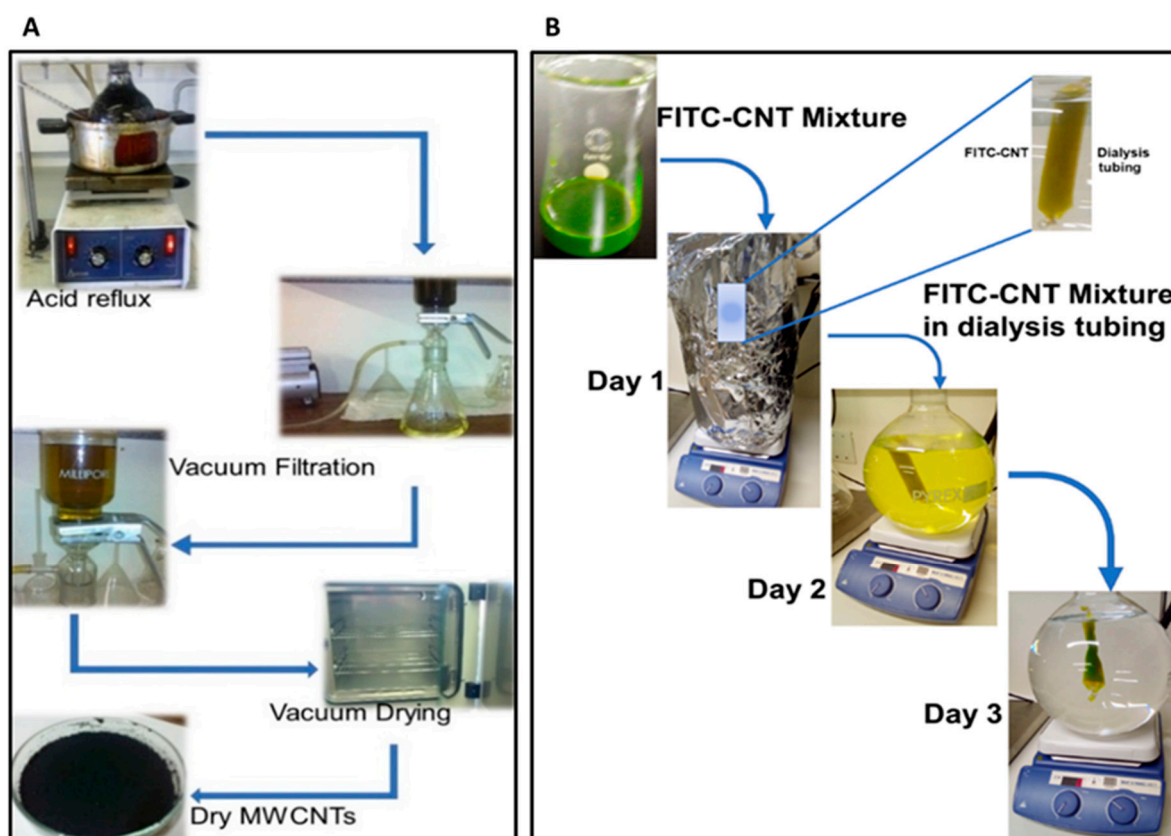 A
B
Acid reflux
Vacuum Filtration
MILLIPORE
Vacuum Drying
Dry MWCNTs
FITC-CNT Mixture
FITC-CNT
Dialysis
tubing
FITC-CNT Mixture
in dialysis tubing
Day 1
Day 2
PYREX
Day 3